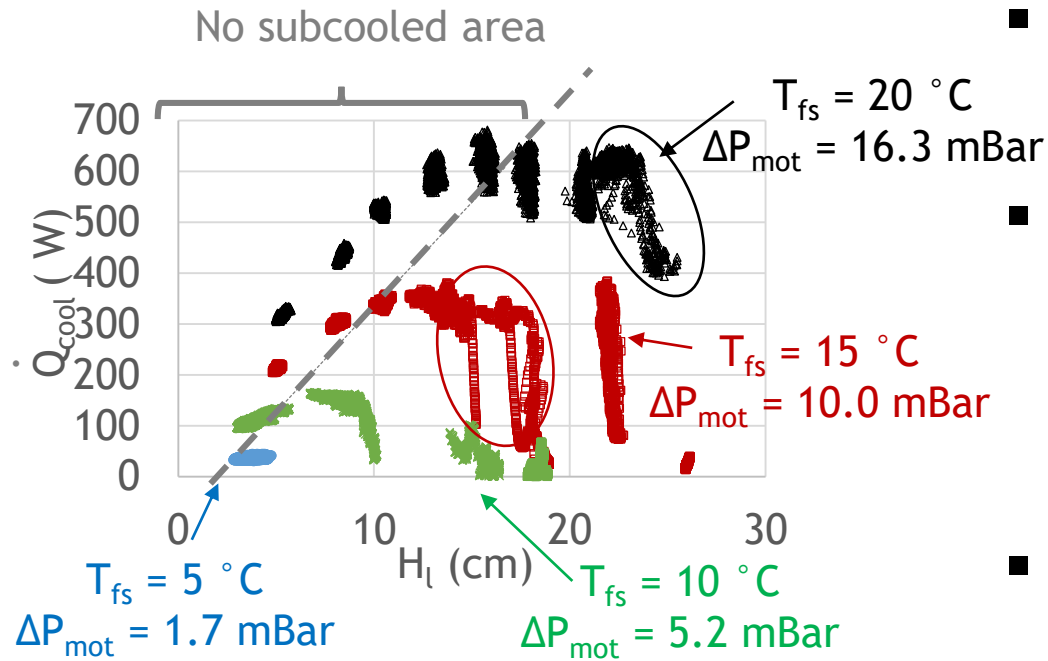 No subcooled area
T_fs = 20 °C
ΔP_mot = 16.3 mBar
Q̇_cool ( W)
700
600
500
400
300
200
100
0
T_fs = 15 °C
ΔP_mot = 10.0 mBar
0 10 20 30
H_l (cm)
T_fs = 5 °C
ΔP_mot = 1.7 mBar
T_fs = 10 °C
ΔP_mot = 5.2 mBar